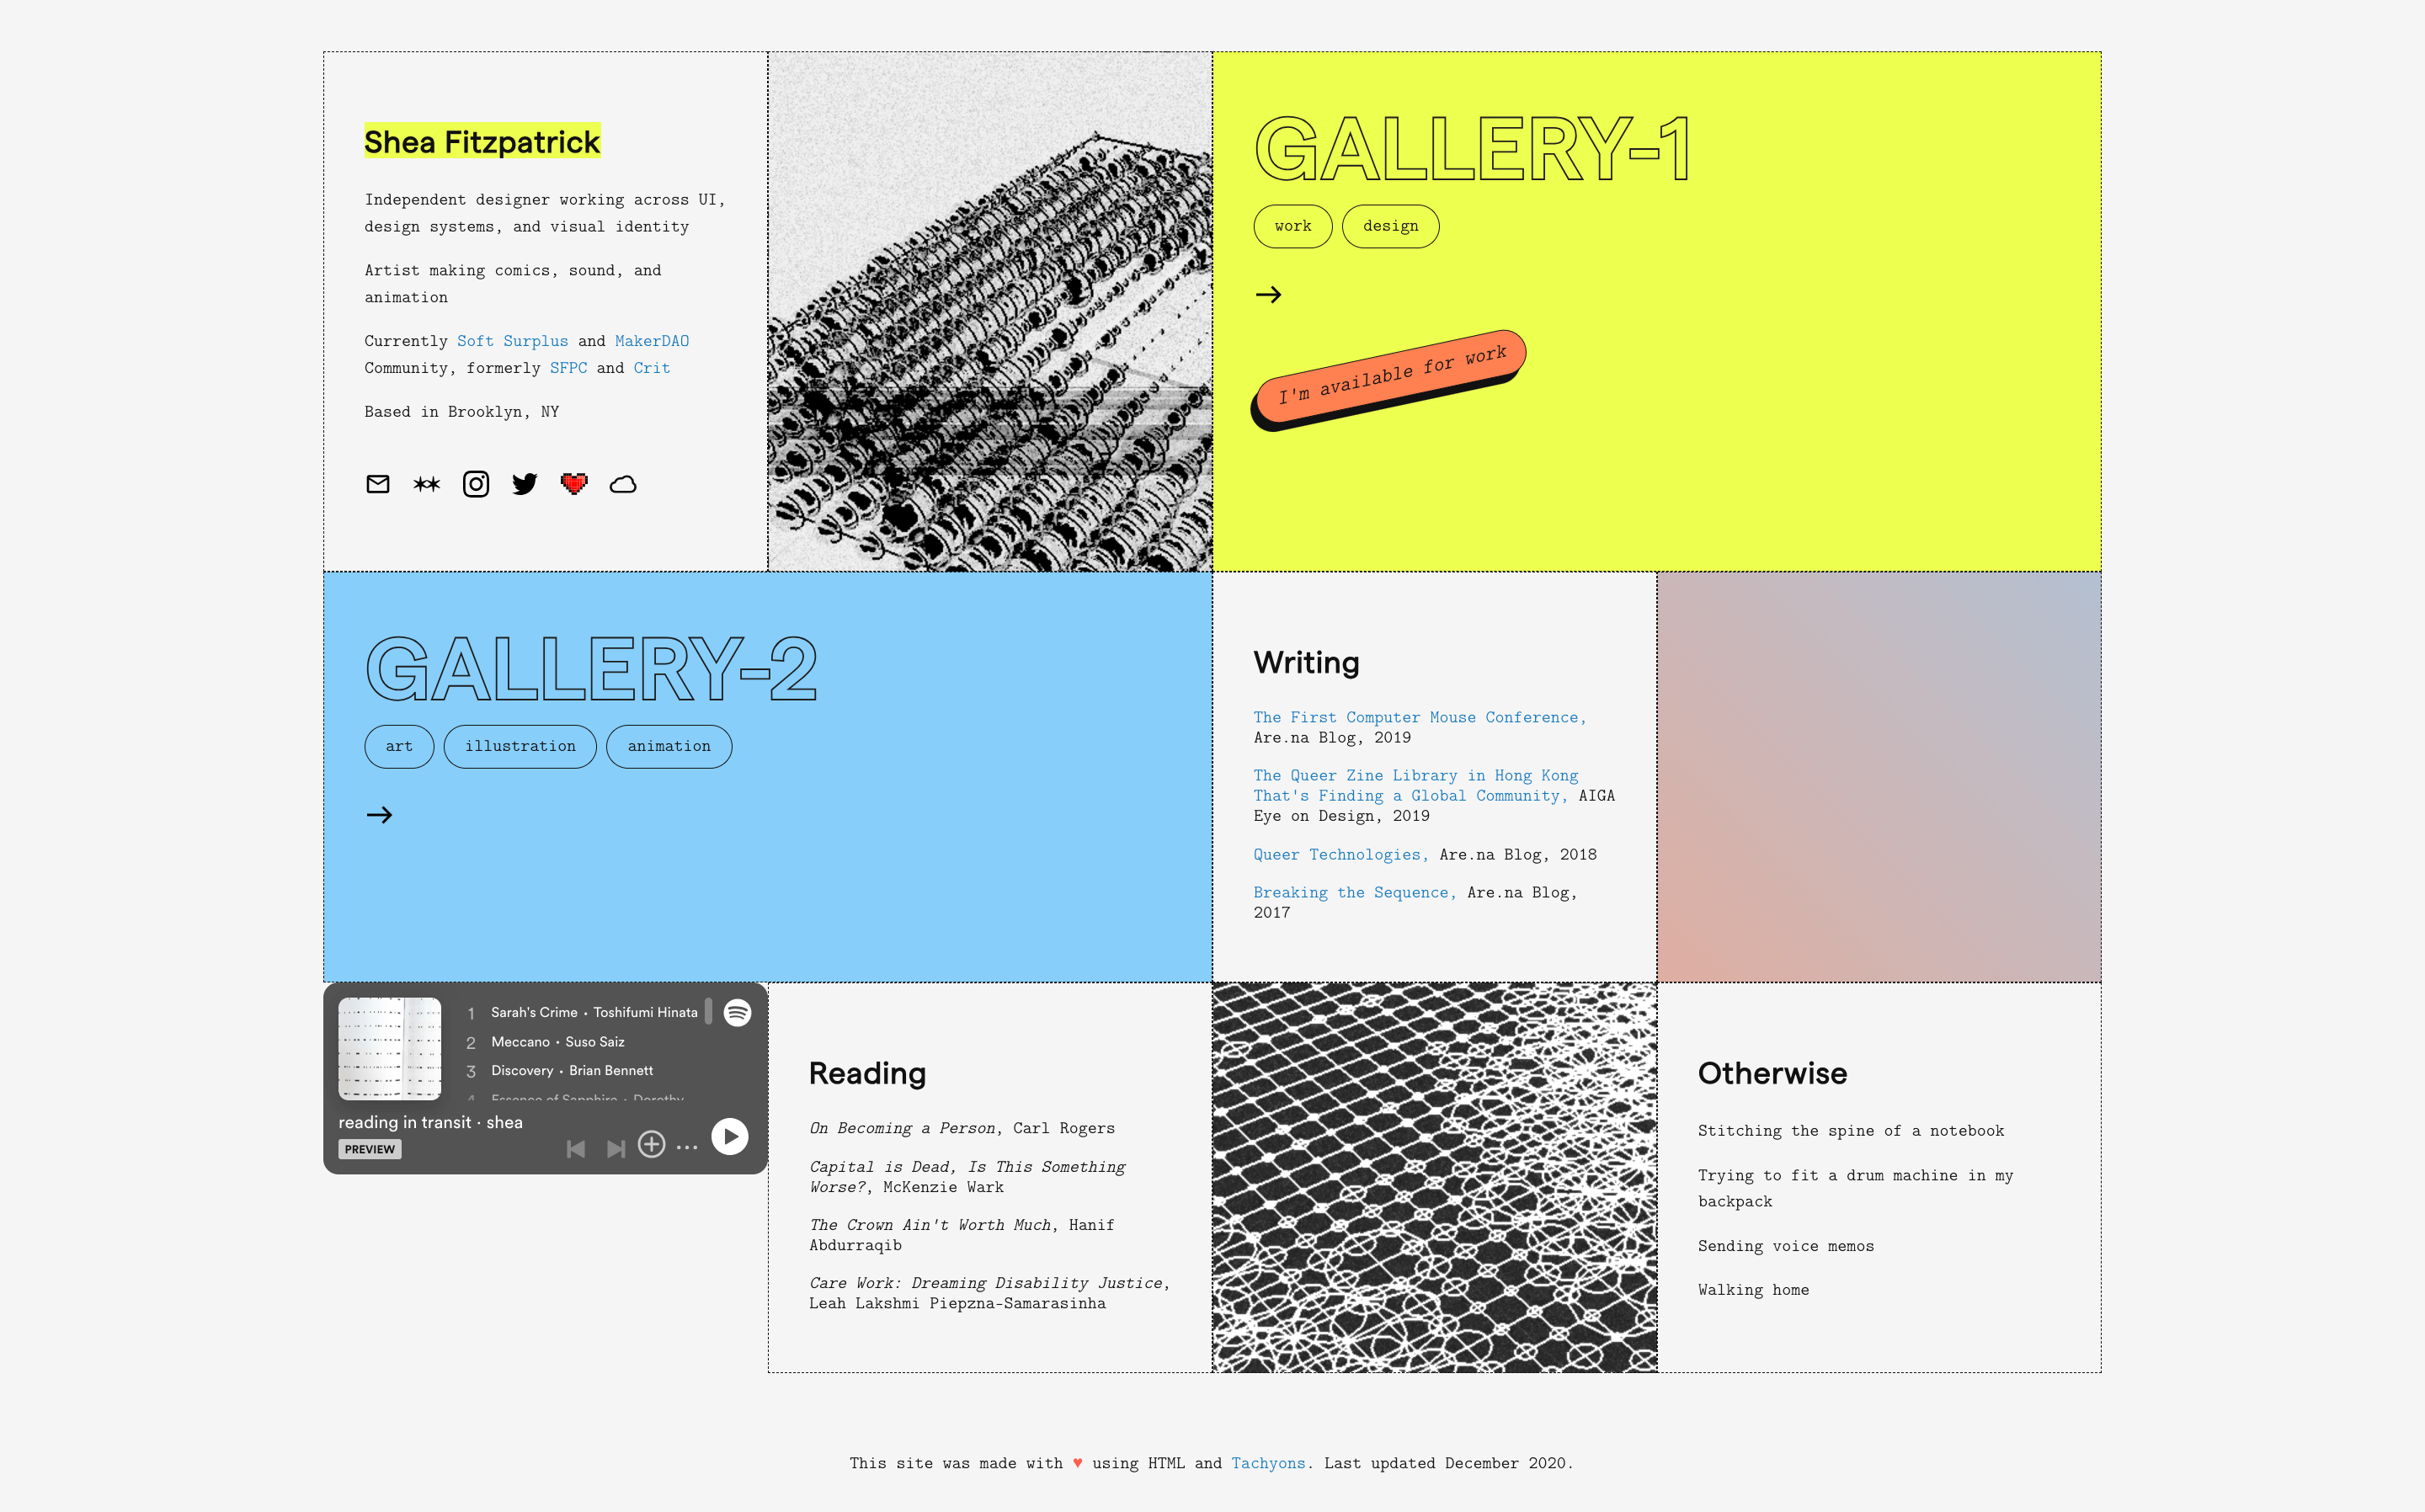 Shea Fitzpatrick
Independent designer working across UI,
design systems, and visual identity
Artist making comics, sound, and
animation
Currently Soft Surplus and MakerDAO
Community, formerly SFPC and Crit
Based in Brooklyn, NY
GALLERY-1
work
design
→
I'm available for work
GALLERY-2
art
illustration
animation
→
Writing
The First Computer Mouse Conference,
Are.na Blog, 2019
The Queer Zine Library in Hong Kong
That's Finding a Global Community, AIGA
Eye on Design, 2019
Queer Technologies, Are.na Blog, 2018
Breaking the Sequence, Are.na Blog,
2017
1 Sarah's Crime • Toshifumi Hinata
2 Meccano • Suso Saiz
3 Discovery • Brian Bennett
4 Essence of Sapphire • Dorothy
reading in transit · shea
PREVIEW
Reading
On Becoming a Person, Carl Rogers
Capital is Dead, Is This Something
Worse?, McKenzie Wark
The Crown Ain't Worth Much, Hanif
Abdurraqib
Care Work: Dreaming Disability Justice,
Leah Lakshmi Piepzna-Samarasinha
Otherwise
Stitching the spine of a notebook
Trying to fit a drum machine in my
backpack
Sending voice memos
Walking home
This site was made with ♥ using HTML and Tachyons. Last updated December 2020.